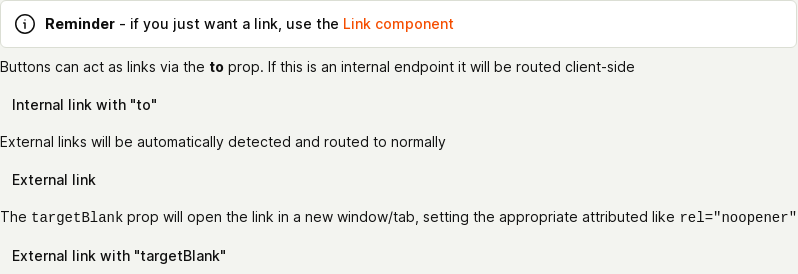 Reminder - if you just want a link, use the Link component
Buttons can act as links via the to prop. If this is an internal endpoint it will be routed client-side
Internal link with "to"
External links will be automatically detected and routed to normally
External link
The targetBlank prop will open the link in a new window/tab, setting the appropriate attributed like rel="noopener"
External link with "targetBlank"